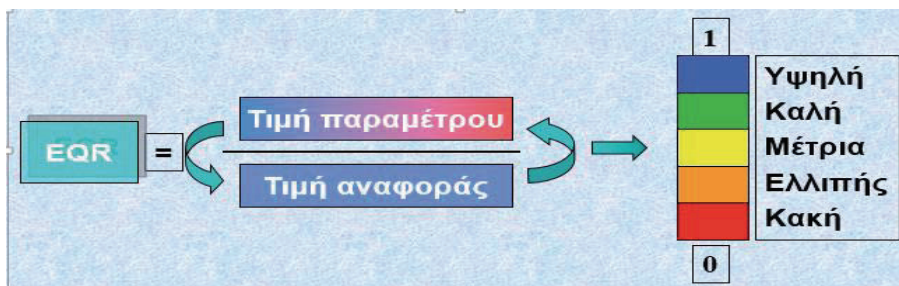 EQR
=
Τιμή παραμέτρου
Τιμή αναφοράς
1
Υψηλή
Καλή
Μέτρια
Ελλιπής
Κακή
0